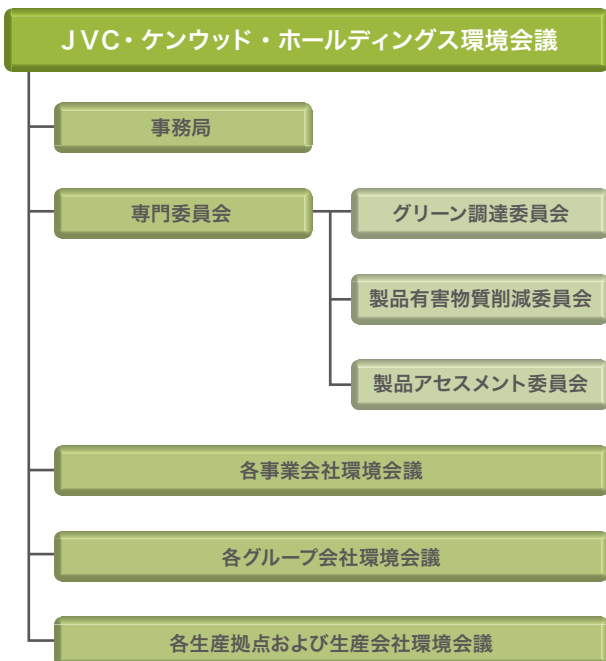 JVC・ケンウッド・ホールディングス環境会議
事務局
専門委員会
グリーン調達委員会
製品有害物質削減委員会
製品アセスメント委員会
各事業会社環境会議
各グループ会社環境会議
各生産拠点および生産会社環境会議